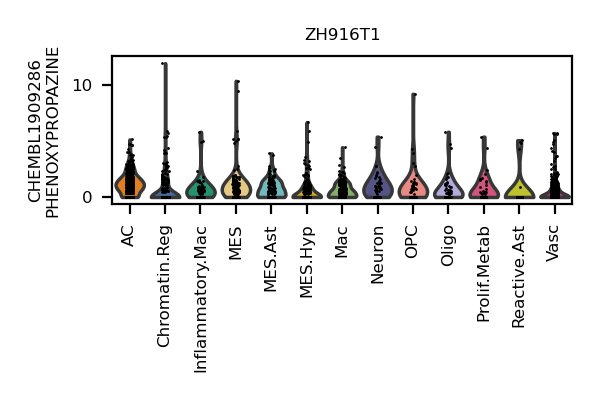 ZH916T1
CHEMBL1909286
PHENOXYPROPAZINE
10
0
AC
Chromatin.Reg
Inflammatory.Mac
MES
MES.Ast
MES.Hyp
Mac
Neuron
OPC
Oligo
Prolif.Metab
Reactive.Ast
Vasc